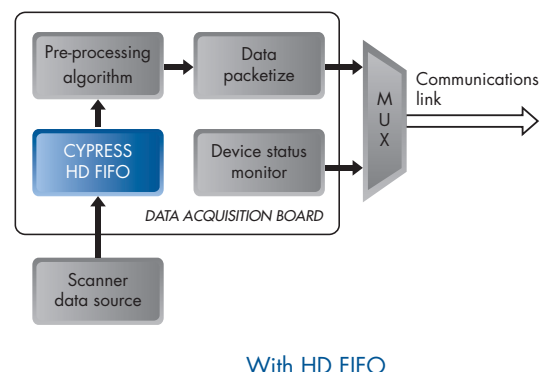 Pre-processing
algorithm
Data
packetize
Communications
link
M
U
X
CYPRESS
HD FIFO
Device status
monitor
DATA ACQUISITION BOARD
Scanner
data source
With HD FIFO